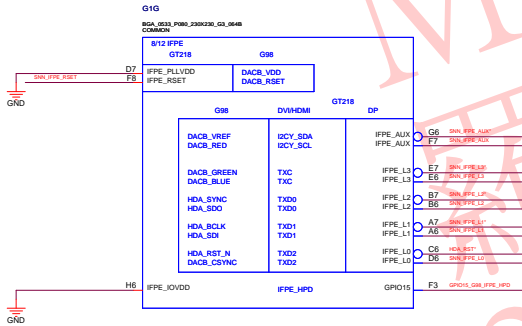 G1G
BGA_0533_P080_230X230_G3_064B
COMMON
8/12 IFPE
GT218 G98
D7 IFPE_PLLVDD DACB_VDD
SNN_IFPE_RSET F8 IFPE_RSET DACB_RSET
GND
GT218
G98 DVI/HDMI DP
DACB_VREF I2CY_SDA IFPE_AUX G6 SNN_IFPE_AUX*
DACB_RED I2CY_SCL IFPE_AUX F7 SNN_IFPE_AUX
DACB_GREEN TXC IFPE_L3 E7 SNN_IFPE_L3*
DACB_BLUE TXC IFPE_L3 E6 SNN_IFPE_L3
HDA_SYNC TXD0 IFPE_L2 B7 SNN_IFPE_L2*
HDA_SDO TXD0 IFPE_L2 B6 SNN_IFPE_L2
HDA_BCLK TXD1 IFPE_L1 A7 SNN_IFPE_L1*
HDA_SDI TXD1 IFPE_L1 A6 SNN_IFPE_L1
HDA_RST_N TXD2 IFPE_L0 C6 HDA_RST*
DACB_CSYNC TXD2 IFPE_L0 D6 SNN_IFPE_L0
H6 IFPE_IOVDD IFPE_HPD GPIO15 F3 GPIO15_G98_IFPE_HPD
GND